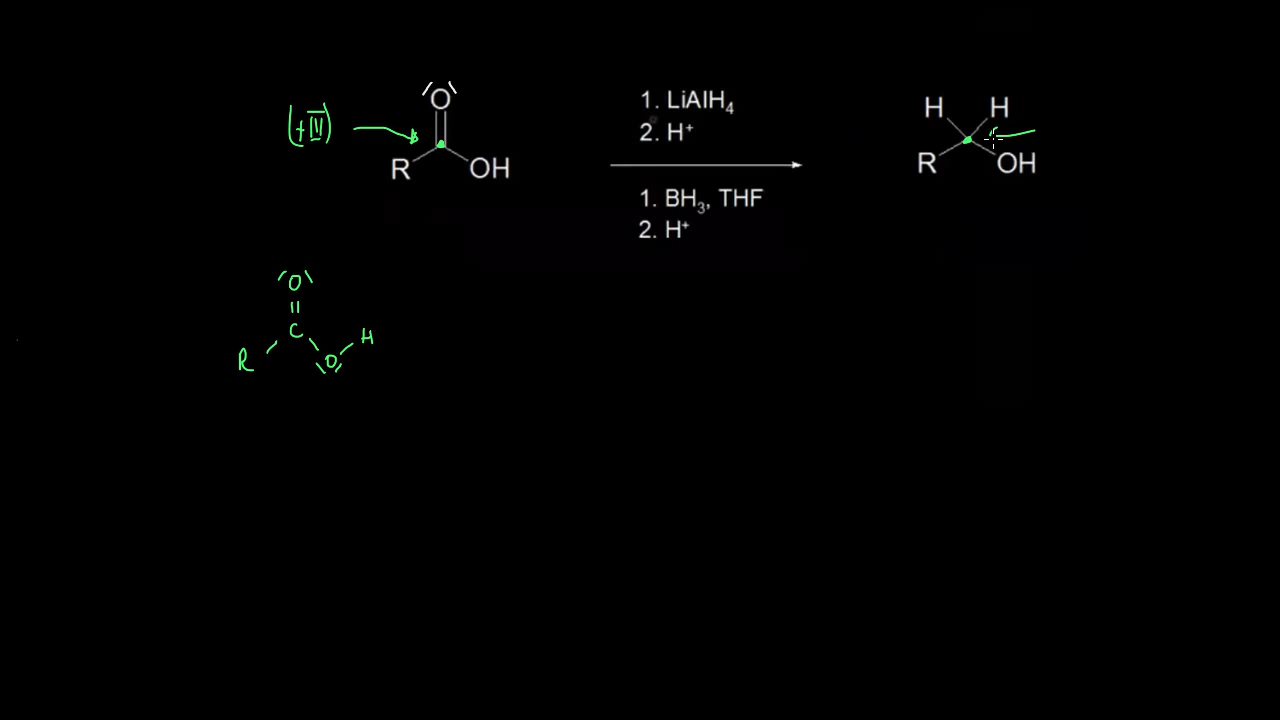 (+III)
O
R
OH
1. LiAlH₄
2. H⁺
1. BH₃, THF
2. H⁺
H H
R
OH
O
C
R
O
H